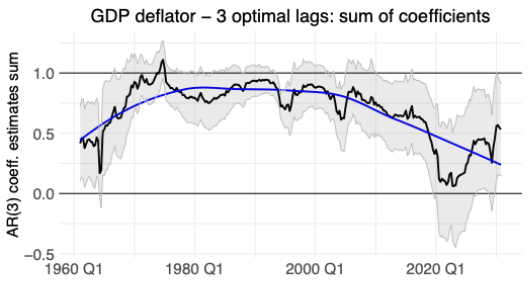 GDP deflator – 3 optimal lags: sum of coefficients
AR(3) coeff. estimates sum
1.0
0.5
0.0
−0.5
1960 Q1 1980 Q1 2000 Q1 2020 Q1